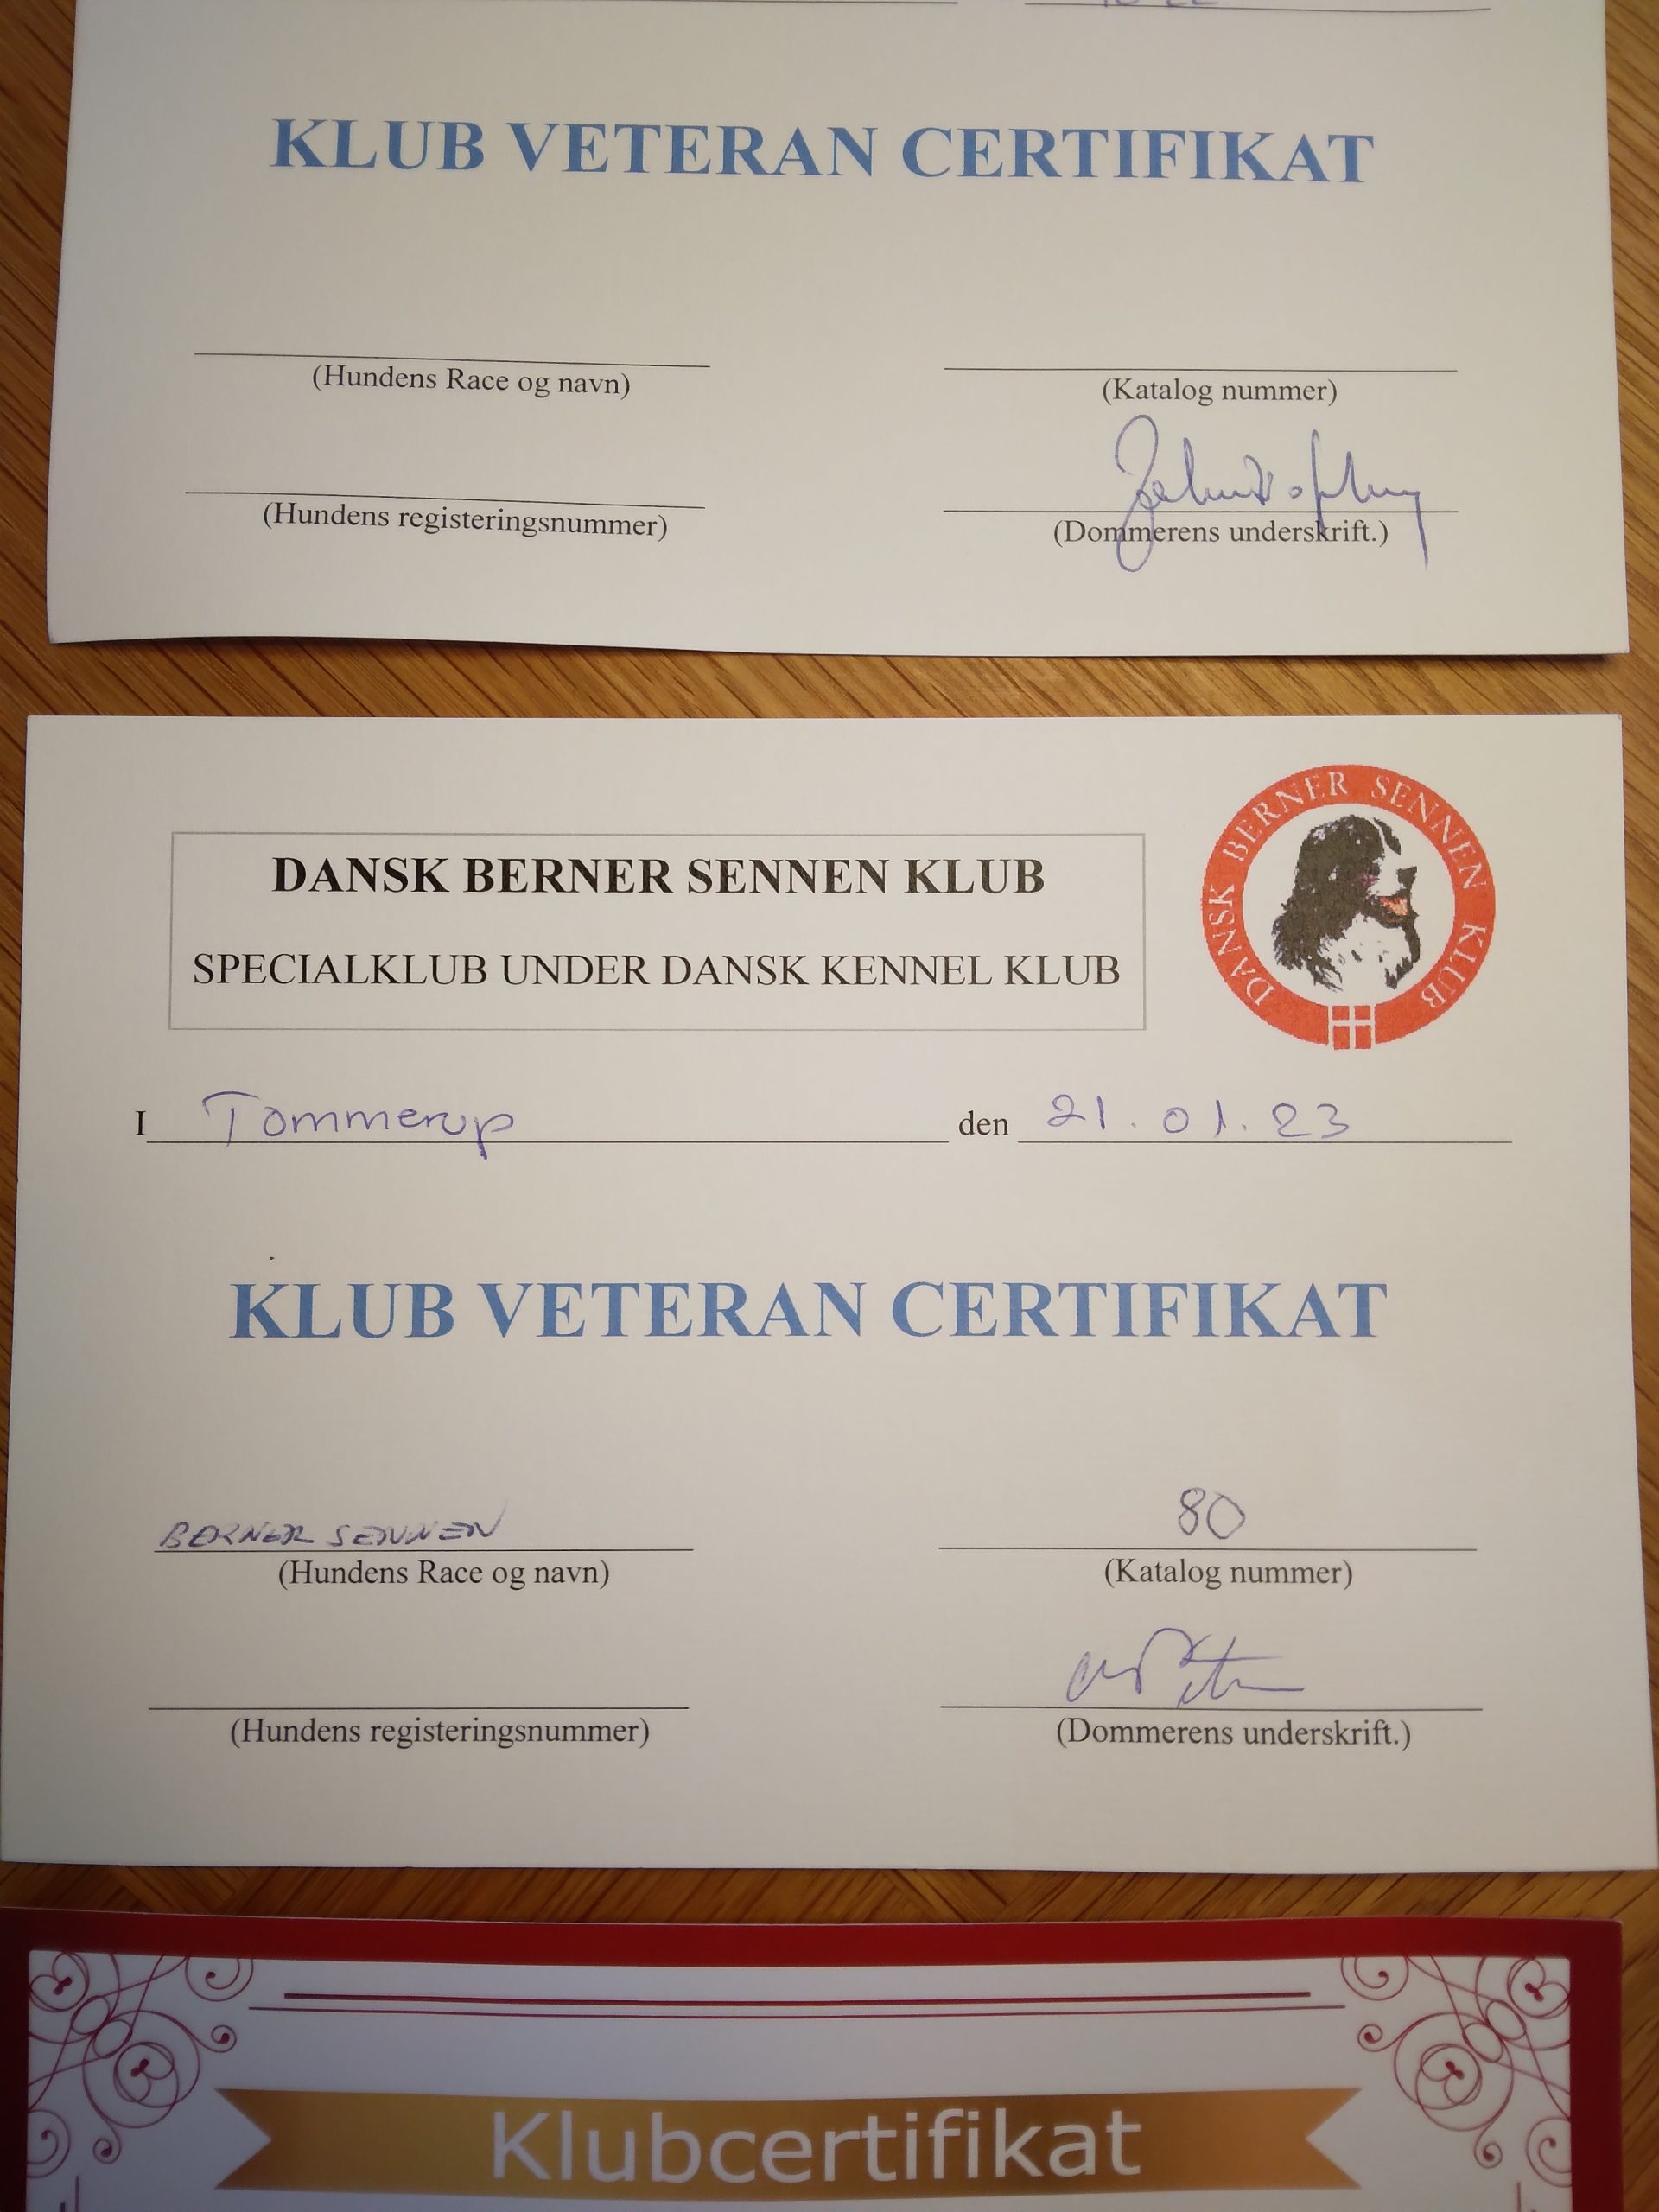 KLUB VETERAN CERTIFIKAT
(Hundens Race og navn)
(Katalog nummer)
(Hundens registeringsnummer)
(Dommerens underskrift.)
DANSK BERNER SENNEN KLUB
SPECIALKLUB UNDER DANSK KENNEL KLUB
DANSK BERNER SENNEN KLUB
I Tommerup den 21.01.23
KLUB VETERAN CERTIFIKAT
BERNER SENNEN
80
(Hundens Race og navn)
(Katalog nummer)
(Hundens registeringsnummer)
(Dommerens underskrift.)
Klubcertifikat